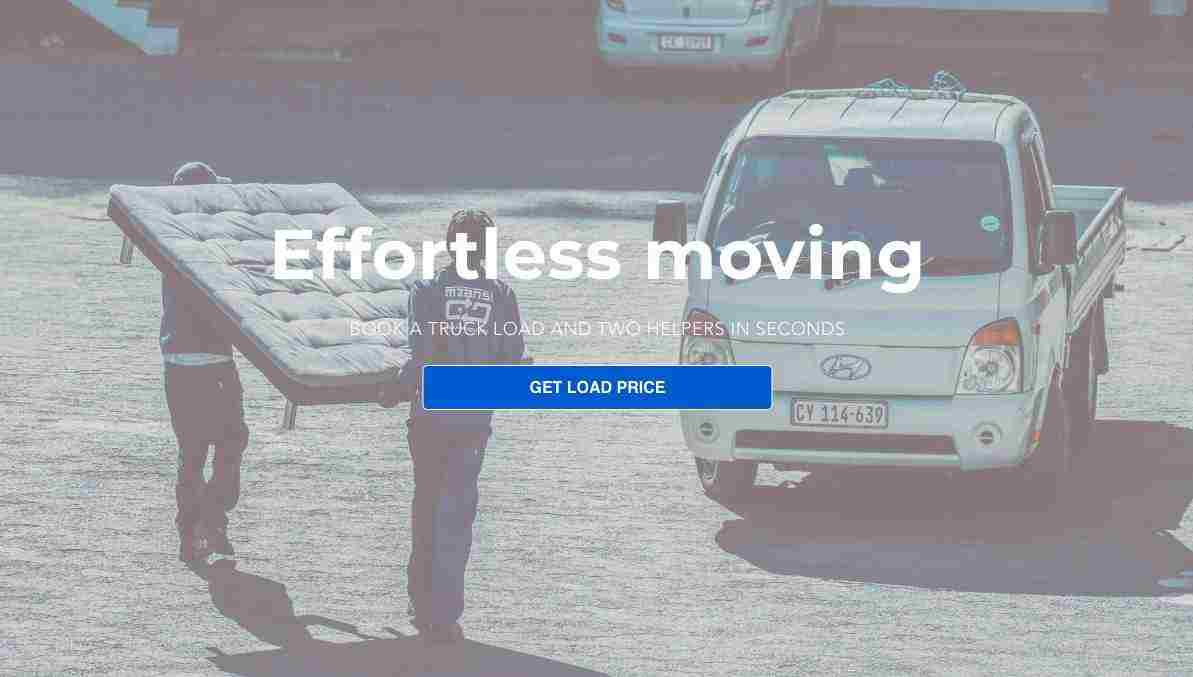 Effortless moving
BOOK A TRUCK LOAD AND TWO HELPERS IN SECONDS
GET LOAD PRICE
mzansi
CY 114-639